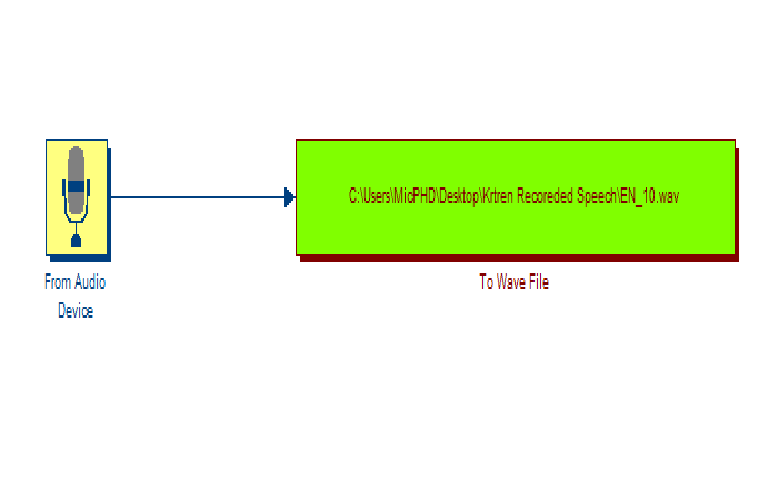 C:\Users\MicPHD\Desktop\Krtren Recoreded Speech\EN_10.wav
From Audio
Device
To Wave File